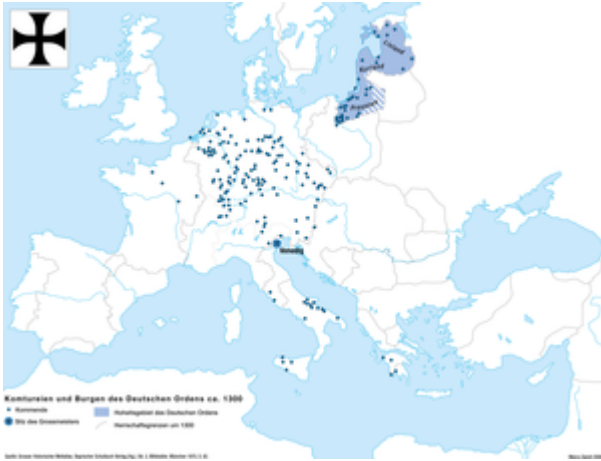 Livland
Kurland
Preussen
Venedig
Komtureien und Burgen des Deutschen Ordens ca. 1300
Kommende
Hoheitsgebiet des Deutschen Ordens
Sitz des Grossmeisters
Herrschaftsgrenzen um 1300